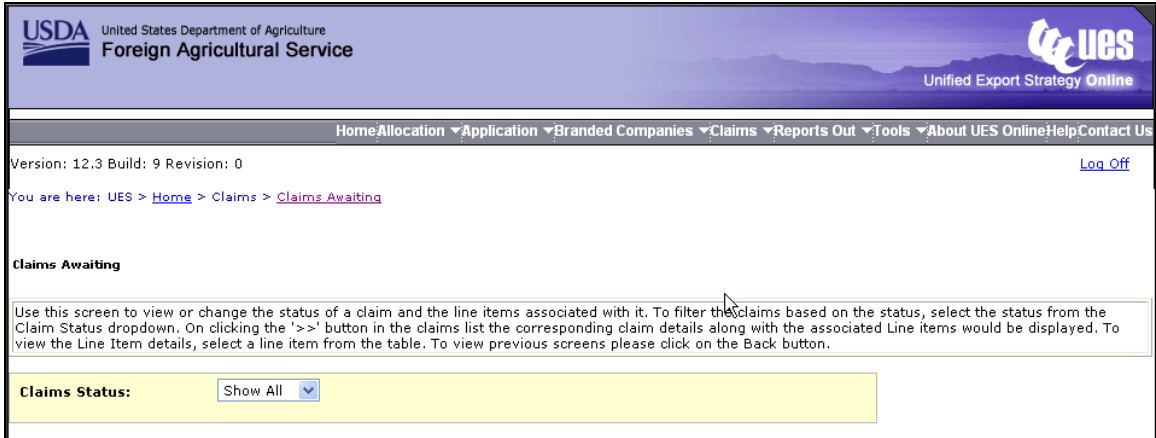 USDA United States Department of Agriculture
Foreign Agricultural Service
ues
Unified Export Strategy Online
Home Allocation Application Branded Companies Claims Reports Out Tools About UES Online Help Contact Us
Version: 12.3 Build: 9 Revision: 0 Log Off
You are here: UES > Home > Claims > Claims Awaiting
Claims Awaiting
Use this screen to view or change the status of a claim and the line items associated with it. To filter the claims based on the status, select the status from the
Claim Status dropdown. On clicking the '>>' button in the claims list the corresponding claim details along with the associated Line items would be displayed. To
view the Line Item details, select a line item from the table. To view previous screens please click on the Back button.
Claims Status: Show All